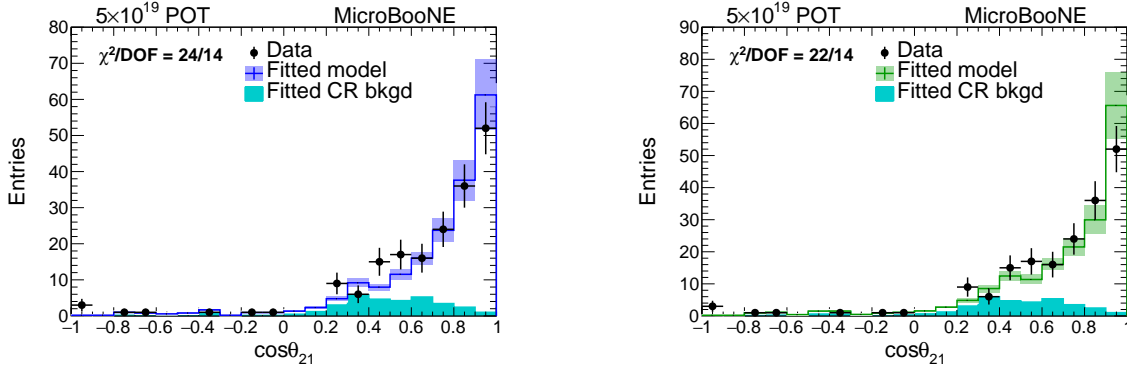 5×10¹⁹ POT MicroBooNE
χ²/DOF = 24/14
Data
Fitted model
Fitted CR bkgd
Entries
80
70
60
50
40
30
20
10
0
−1 −0.8 −0.6 −0.4 −0.2 0 0.2 0.4 0.6 0.8 1
cosθ₂₁
5×10¹⁹ POT MicroBooNE
χ²/DOF = 22/14
Data
Fitted model
Fitted CR bkgd
Entries
90
80
70
60
50
40
30
20
10
0
−1 −0.8 −0.6 −0.4 −0.2 0 0.2 0.4 0.6 0.8 1
cosθ₂₁